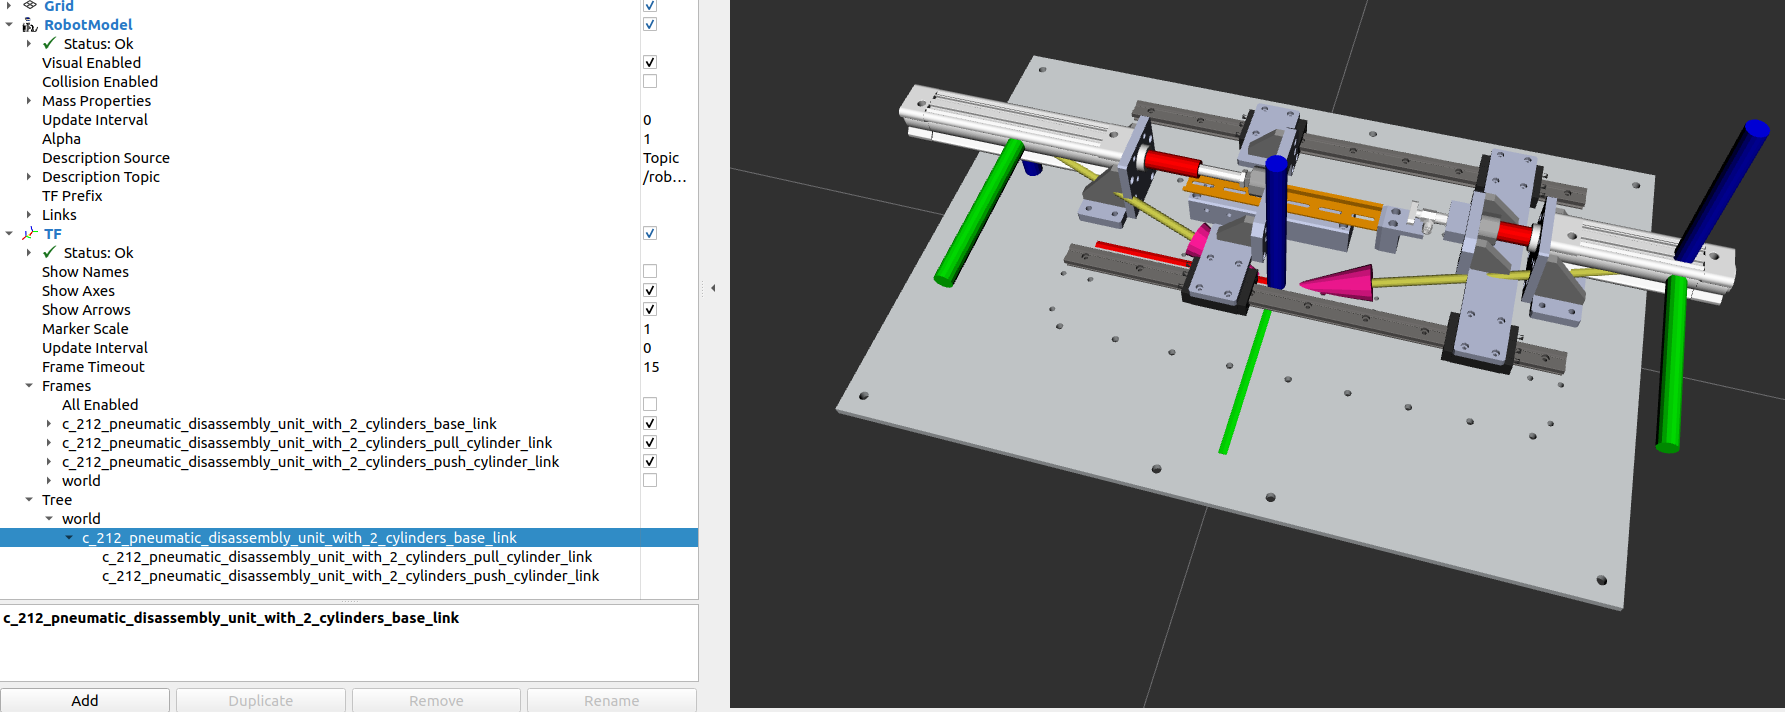 Grid
RobotModel
Status: Ok
Visual Enabled
Collision Enabled
Mass Properties
Update Interval 0
Alpha 1
Description Source Topic
Description Topic /rob...
TF Prefix
Links
TF
Status: Ok
Show Names
Show Axes
Show Arrows
Marker Scale 1
Update Interval 0
Frame Timeout 15
Frames
All Enabled
c_212_pneumatic_disassembly_unit_with_2_cylinders_base_link
c_212_pneumatic_disassembly_unit_with_2_cylinders_pull_cylinder_link
c_212_pneumatic_disassembly_unit_with_2_cylinders_push_cylinder_link
world
Tree
world
c_212_pneumatic_disassembly_unit_with_2_cylinders_base_link
c_212_pneumatic_disassembly_unit_with_2_cylinders_pull_cylinder_link
c_212_pneumatic_disassembly_unit_with_2_cylinders_push_cylinder_link
c_212_pneumatic_disassembly_unit_with_2_cylinders_base_link
Add Duplicate Remove Rename